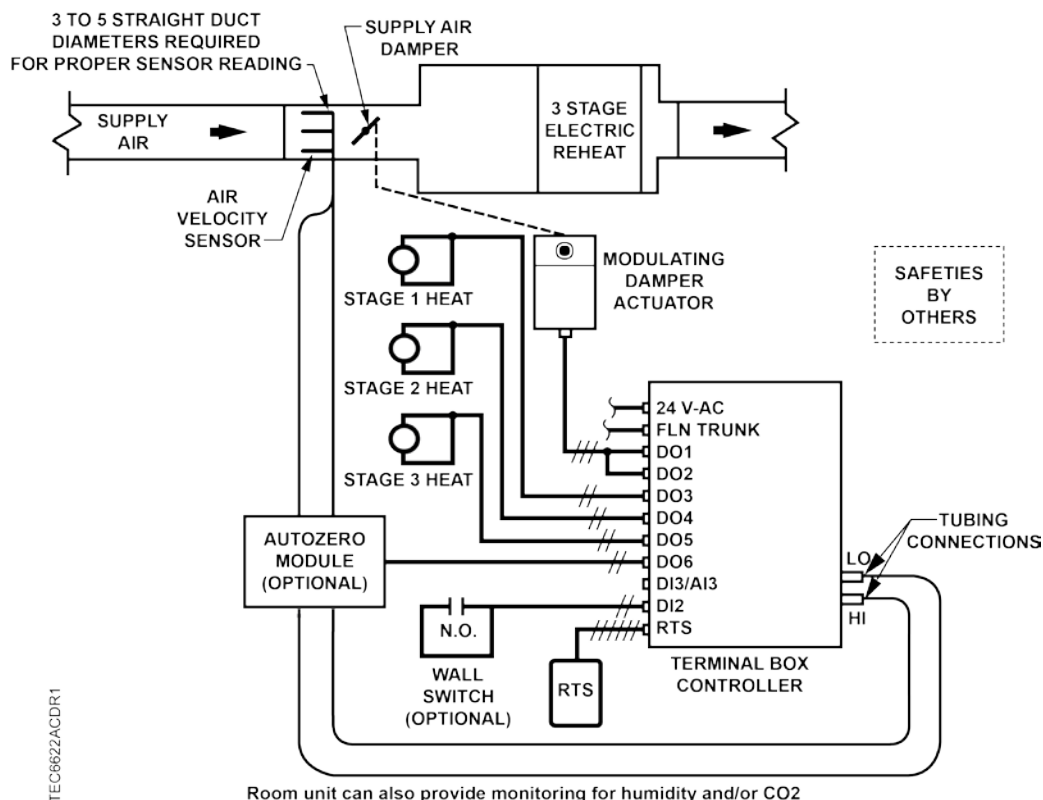 3 TO 5 STRAIGHT DUCT
DIAMETERS REQUIRED
FOR PROPER SENSOR READING
SUPPLY AIR
DAMPER
SUPPLY
AIR
3 STAGE
ELECTRIC
REHEAT
AIR
VELOCITY
SENSOR
STAGE 1 HEAT
MODULATING
DAMPER
ACTUATOR
SAFETIES
BY
OTHERS
STAGE 2 HEAT
STAGE 3 HEAT
24 V-AC
FLN TRUNK
DO1
DO2
DO3
DO4
DO5
DO6
DI3/AI3
DI2
RTS
AUTOZERO
MODULE
(OPTIONAL)
TUBING
CONNECTIONS
LO
HI
N.O.
WALL
SWITCH
(OPTIONAL)
RTS
TERMINAL BOX
CONTROLLER
TEC6622ACDR1
Room unit can also provide monitoring for humidity and/or CO2